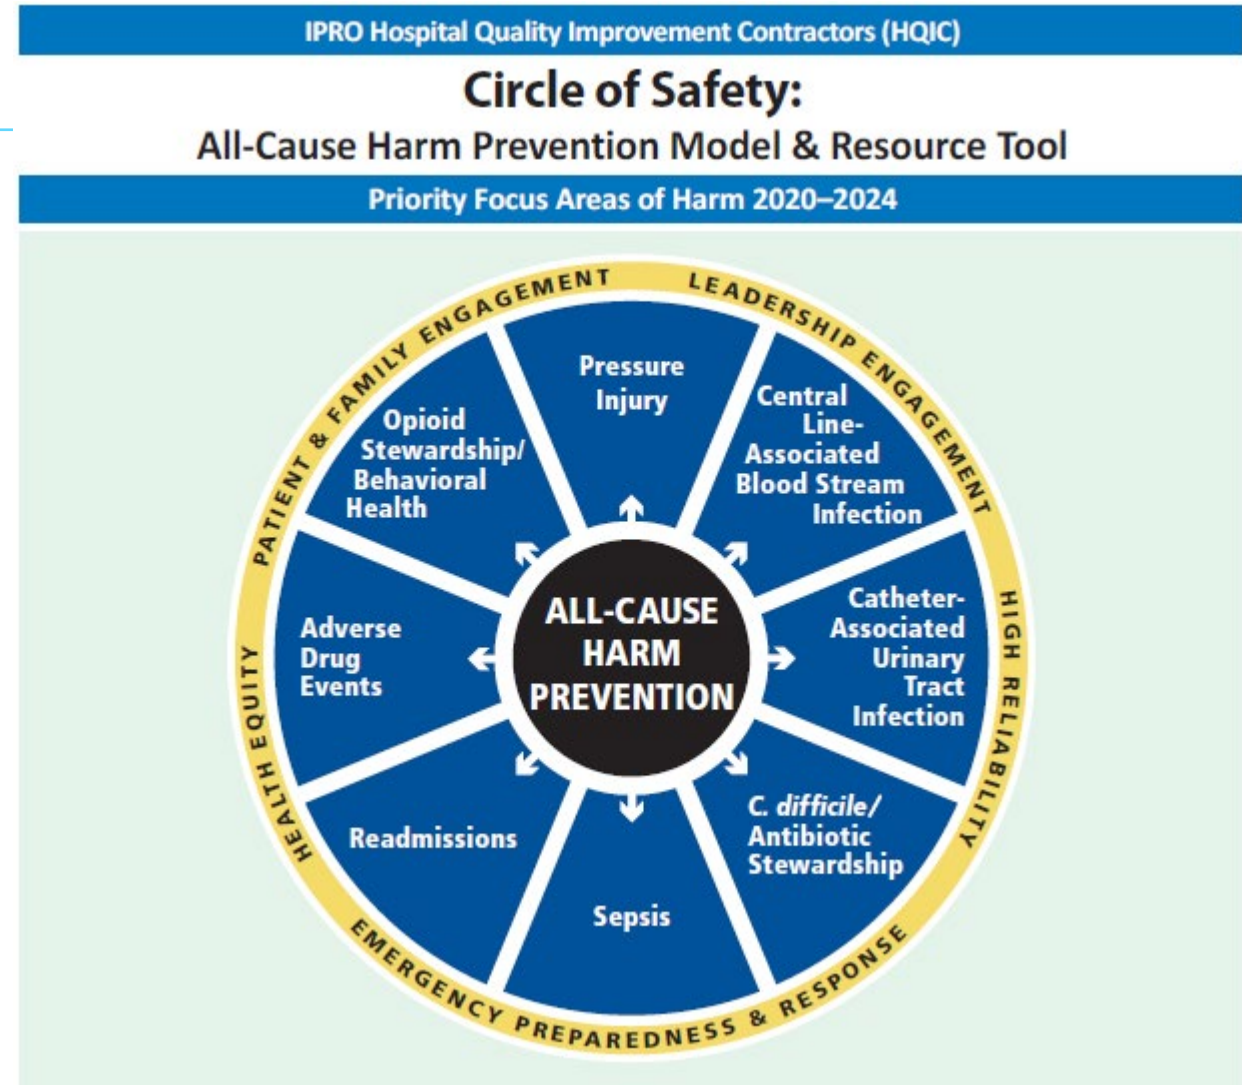 IPRO Hospital Quality Improvement Contractors (HQIC)
Circle of Safety:
All-Cause Harm Prevention Model & Resource Tool
Priority Focus Areas of Harm 2020–2024
PATIENT & FAMILY ENGAGEMENT
LEADERSHIP ENGAGEMENT
HIGH RELIABILITY
EMERGENCY PREPAREDNESS & RESPONSE
HEALTH EQUITY
Pressure
Injury
Central
Line-
Associated
Blood Stream
Infection
Catheter-
Associated
Urinary
Tract
Infection
C. difficile/
Antibiotic
Stewardship
Sepsis
Readmissions
Adverse
Drug
Events
Opioid
Stewardship/
Behavioral
Health
ALL-CAUSE
HARM
PREVENTION